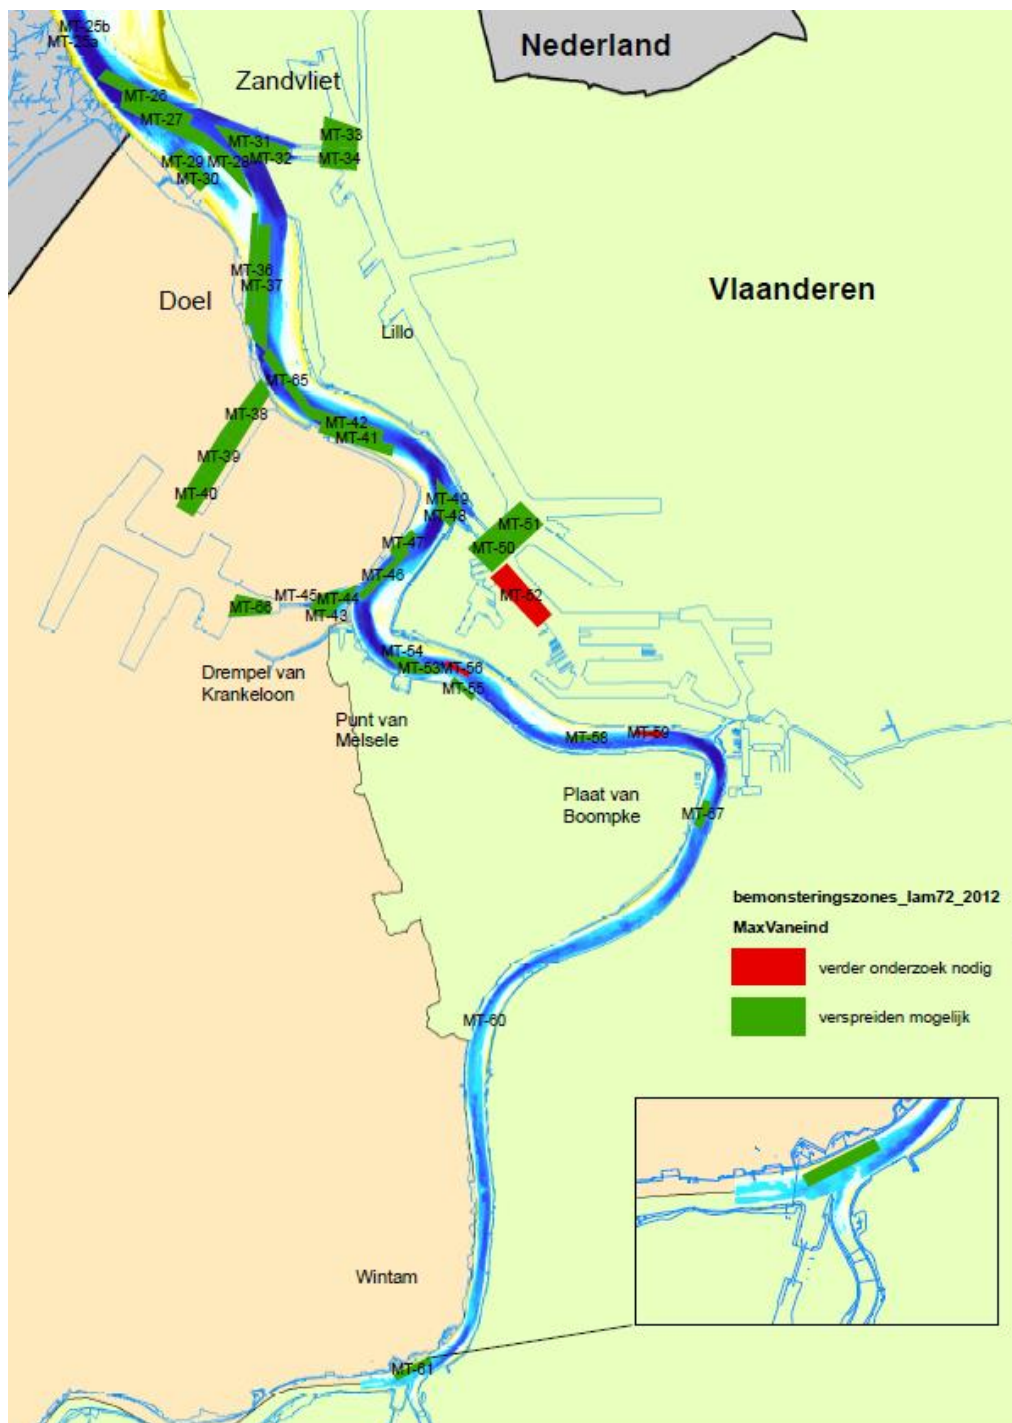 MT-25b
MT-25a
Nederland
Zandvliet
MT-26
MT-27
MT-33
MT-31
MT-34
MT-32
MT-29
MT-28
MT-30
MT-36
MT-37
Vlaanderen
Doel
Lillo
MT-65
MT-38
MT-42
MT-41
MT-39
MT-40
MT-49
MT-48
MT-51
MT-47
MT-50
MT-46
MT-45
MT-44
MT-52
MT-66
MT-43
MT-54
MT-53
MT-56
MT-55
Drempel van
Krankeloon
Punt van
Melsele
MT-58
MT-59
Plaat van
Boompke
MT-67
bemonsteringszones_lam72_2012
MaxVaneind
verder onderzoek nodig
verspreiden mogelijk
MT-60
Wintam
MT-61